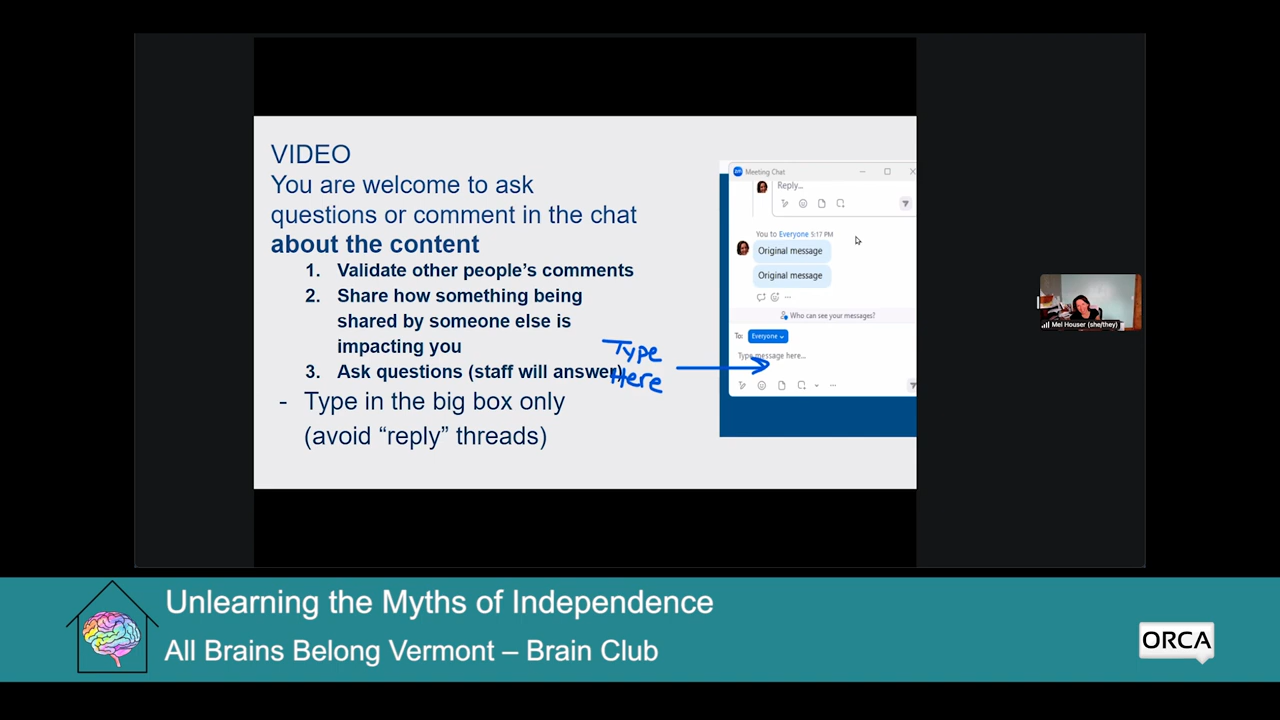 VIDEO
You are welcome to ask
questions or comment in the chat
about the content
1. Validate other people’s comments
2. Share how something being
shared by someone else is
impacting you
3. Ask questions (staff will answer)
- Type in the big box only
(avoid “reply” threads)
Type
Here
Meeting Chat
Reply...
You to Everyone 5:17 PM
Original message
Original message
Who can see your messages?
To: Everyone
Type message here...
Mel Houser (she/they)
Unlearning the Myths of Independence
All Brains Belong Vermont – Brain Club
ORCA